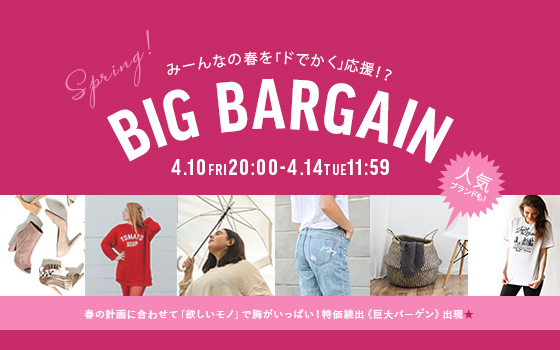 Spring!
みーんなの春を「ドでかく」応援！？
BIG BARGAIN
4.10FRI20:00-4.14TUE11:59
人気
ブランドも！
TOMATO
SOUP
春の計画に合わせて「欲しいモノ」で胸がいっぱい！特価続出《巨大バーゲン》出現★